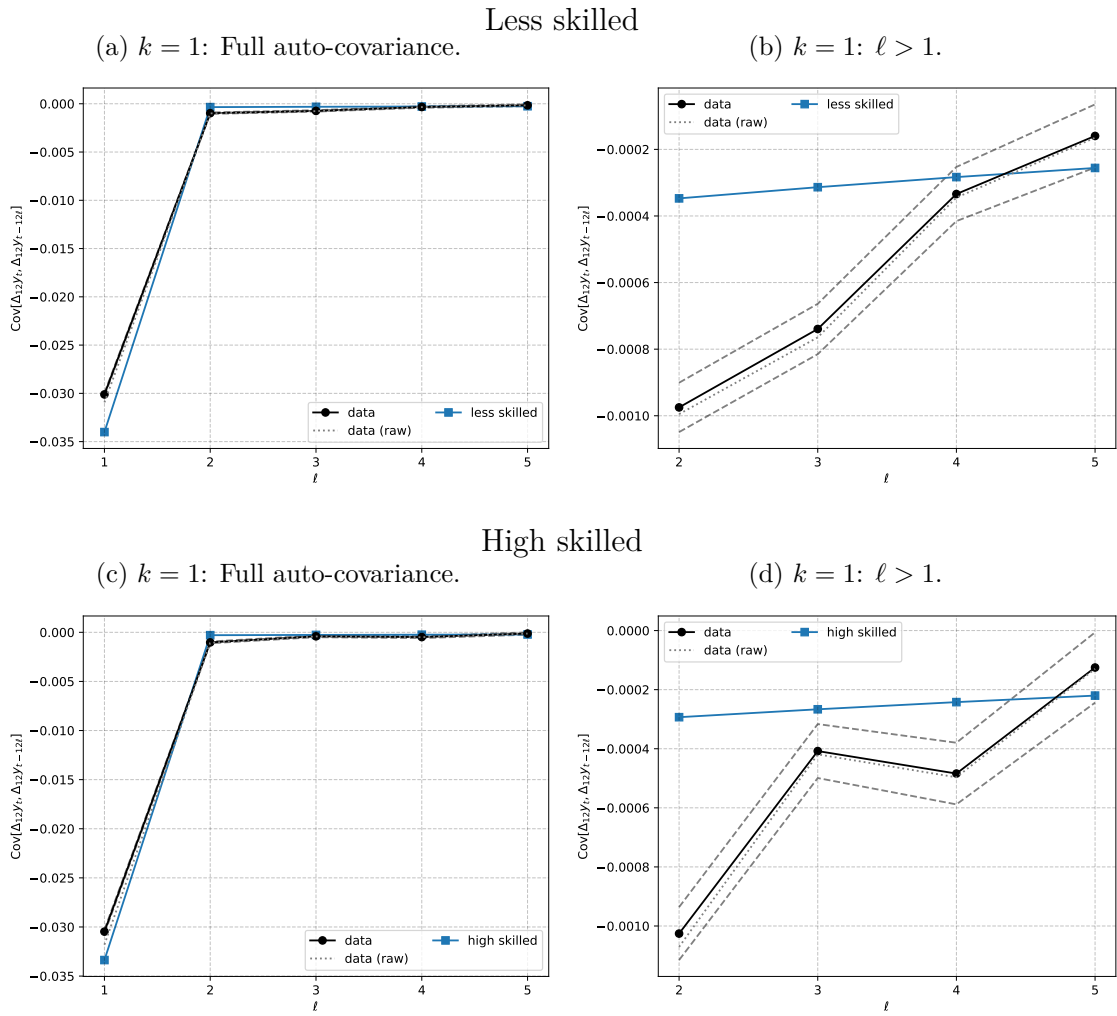 Less skilled
(a) k = 1: Full auto-covariance.
(b) k = 1: ℓ > 1.
0.000
−0.005
−0.010
−0.015
−0.020
−0.025
−0.030
−0.035
Cov[Δ₁₂yₜ, Δ₁₂yₜ₋₁₂ℓ]
data
data (raw)
less skilled
1 2 3 4 5
ℓ
−0.0002
−0.0004
−0.0006
−0.0008
−0.0010
Cov[Δ₁₂yₜ, Δ₁₂yₜ₋₁₂ℓ]
data
data (raw)
less skilled
2 3 4 5
ℓ
High skilled
(c) k = 1: Full auto-covariance.
(d) k = 1: ℓ > 1.
0.000
−0.005
−0.010
−0.015
−0.020
−0.025
−0.030
−0.035
Cov[Δ₁₂yₜ, Δ₁₂yₜ₋₁₂ℓ]
data
data (raw)
high skilled
1 2 3 4 5
ℓ
0.0000
−0.0002
−0.0004
−0.0006
−0.0008
−0.0010
Cov[Δ₁₂yₜ, Δ₁₂yₜ₋₁₂ℓ]
data
data (raw)
high skilled
2 3 4 5
ℓ